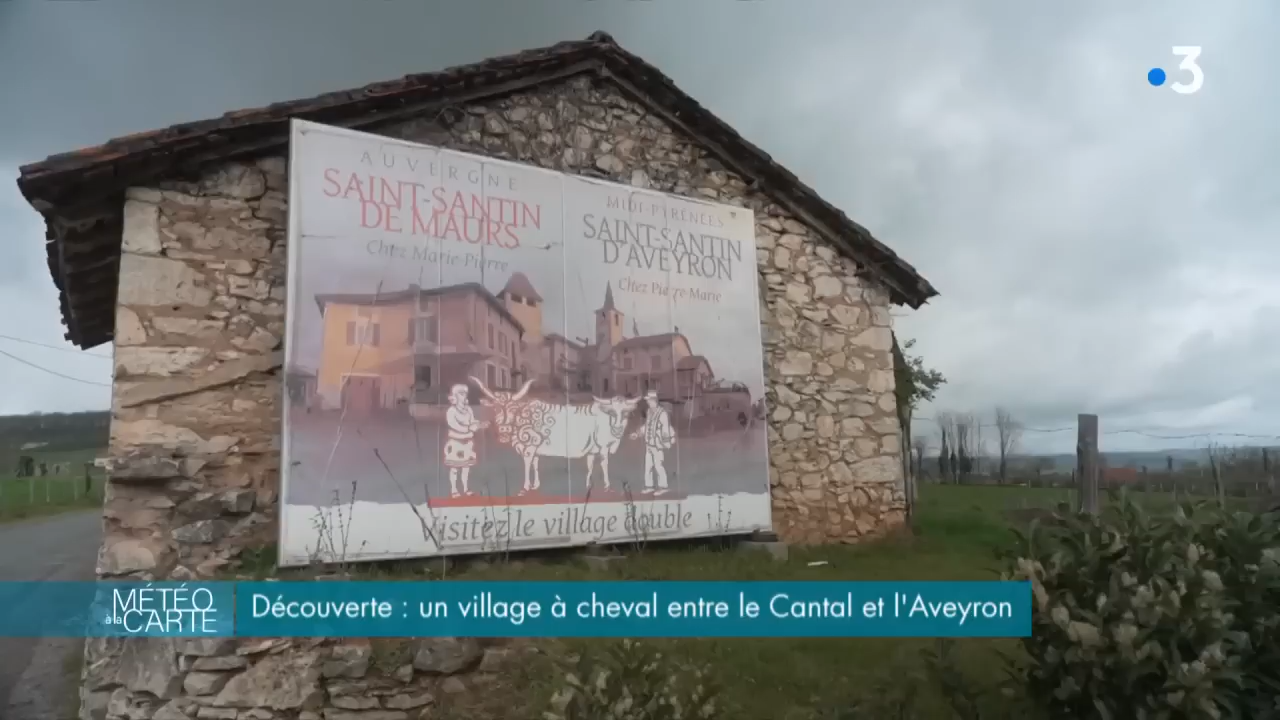 3
AUVERGNE
SAINT-SANTIN
DE MAURS
Chez Marie-Pierre
MIDI-PYRÉNÉES
SAINT-SANTIN
D'AVEYRON
Chez Pierre-Marie
Visitez le village double
MÉTÉO
à la CARTE
Découverte : un village à cheval entre le Cantal et l'Aveyron